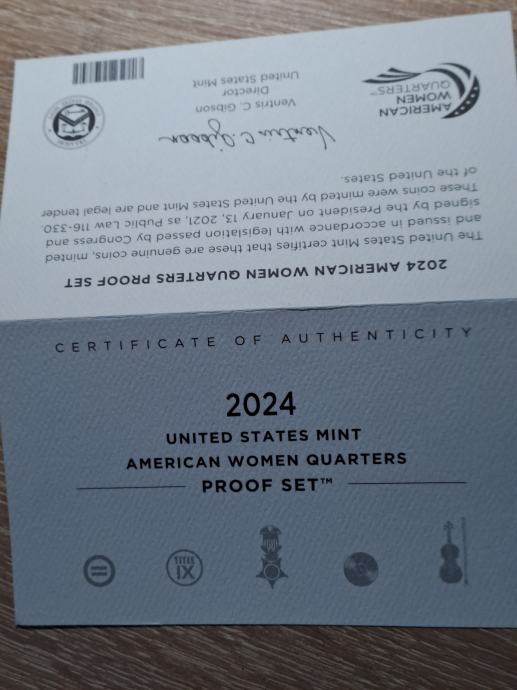 CERTIFICATE OF AUTHENTICITY
2024
UNITED STATES MINT
AMERICAN WOMEN QUARTERS
PROOF SET™
TITLE
IX
2024 AMERICAN WOMEN QUARTERS PROOF SET
The United States Mint certifies that these are genuine coins, minted
and issued in accordance with legislation passed by Congress and
signed by the President on January 13, 2021, as Public Law 116-330.
These coins were minted by the United States Mint and are legal tender
of the United States.
Ventris C. Gibson
Ventris C. Gibson
Director
United States Mint
AMERICAN
WOMEN
QUARTERS™